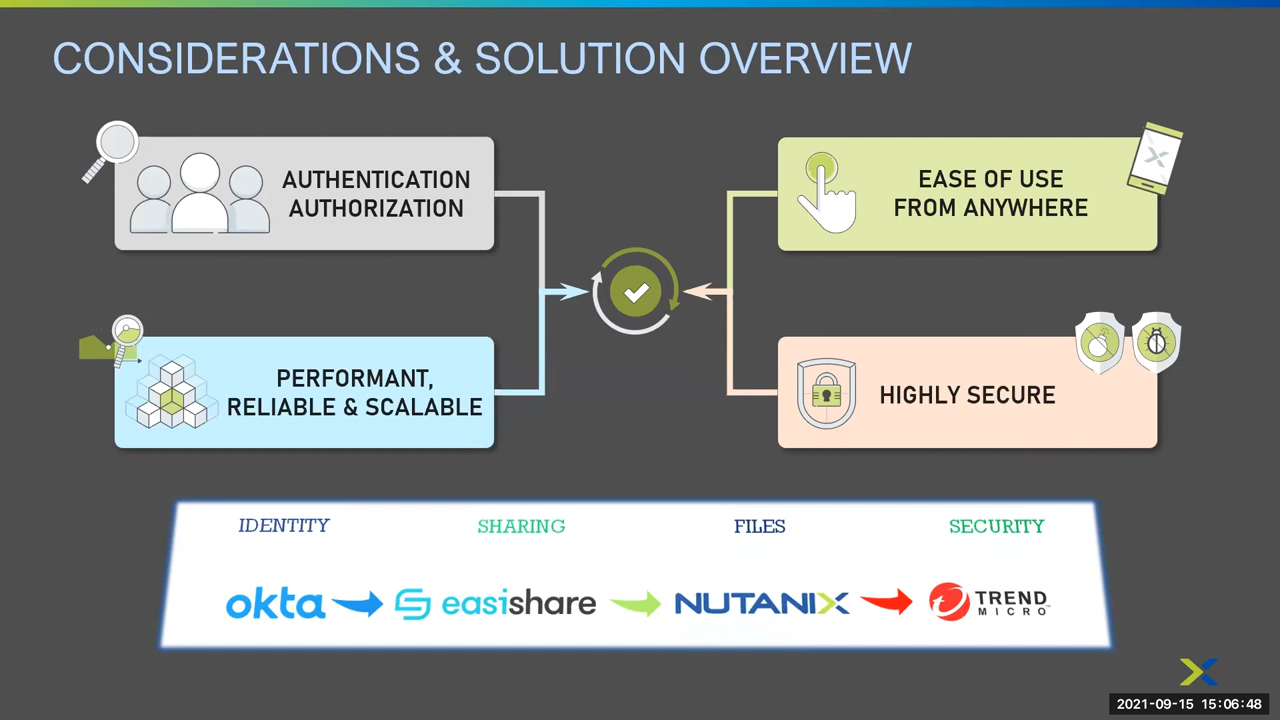 CONSIDERATIONS & SOLUTION OVERVIEW
AUTHENTICATION
AUTHORIZATION
EASE OF USE
FROM ANYWHERE
PERFORMANT,
RELIABLE & SCALABLE
HIGHLY SECURE
IDENTITY
SHARING
FILES
SECURITY
okta
easishare
NUTANIX
TREND
MICRO
2021-09-15 15:06:48